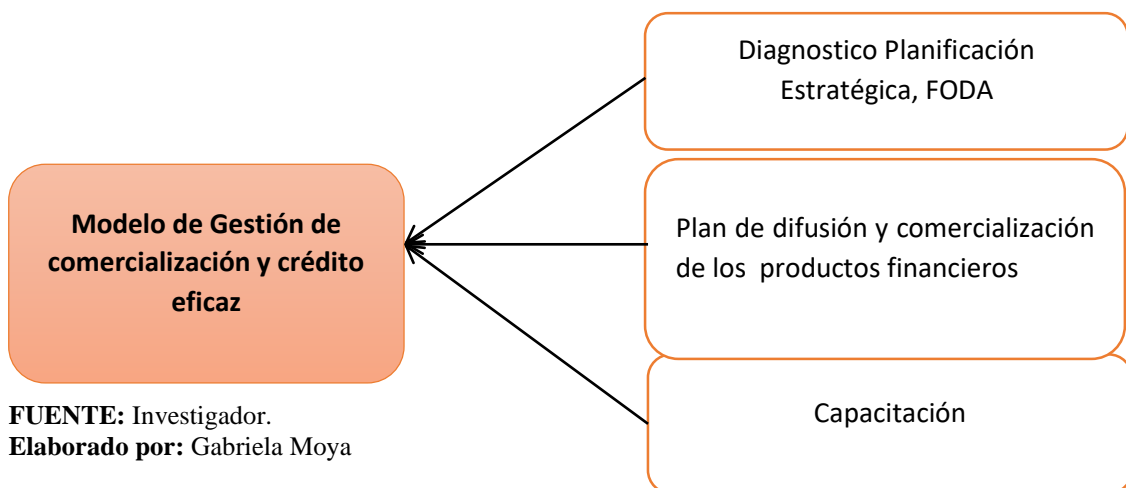 Diagnostico Planificación
Estratégica, FODA
Modelo de Gestión de
comercialización y crédito
eficaz
Plan de difusión y comercialización
de los productos financieros
Capacitación
FUENTE: Investigador.
Elaborado por: Gabriela Moya